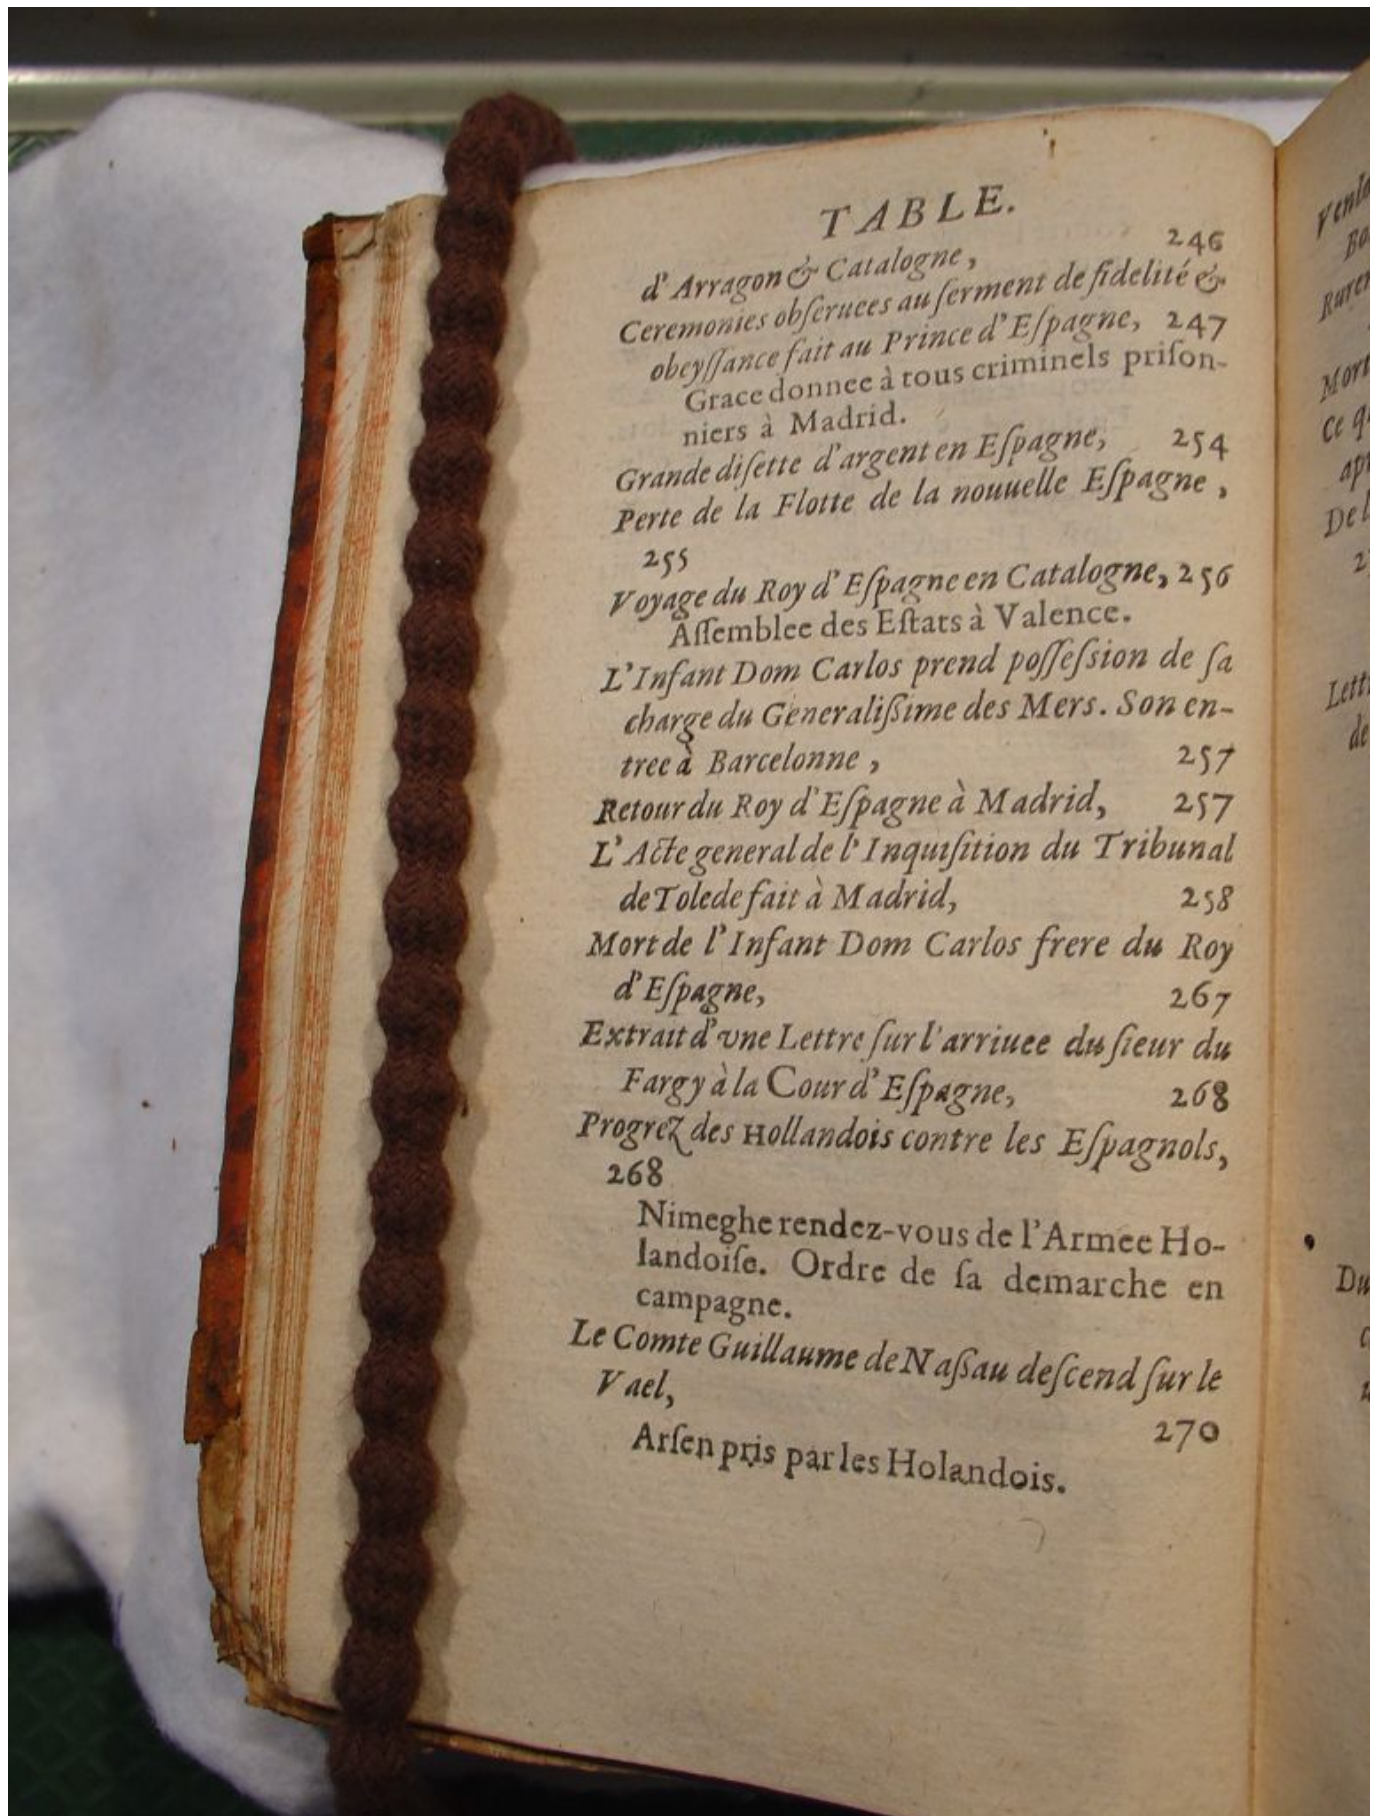 TABLE.
d'Arragon & Catalogne, 246
Ceremonies obſeruees au ſerment de fidelité &
obeyſſance fait au Prince d'Eſpagne, 247
Grace donnee à tous criminels priſon-
niers à Madrid.
Grande diſette d'argent en Eſpagne, 254
Perte de la Flotte de la nouuelle Eſpagne,
255
Voyage du Roy d'Eſpagne en Catalogne, 256
Aſſemblee des Eſtats à Valence.
L'Infant Dom Carlos prend poſſeſsion de ſa
charge du Generaliſſime des Mers. Son en-
tree à Barcelonne, 257
Retour du Roy d'Eſpagne à Madrid, 257
L'Acte general de l'Inquiſition du Tribunal
de Tolede fait à Madrid, 258
Mort de l'Infant Dom Carlos frere du Roy
d'Eſpagne, 267
Extrait d'vne Lettre ſur l'arriuee du ſieur du
Fargy à la Cour d'Eſpagne, 268
Progrez des Hollandois contre les Eſpagnols,
268
Nimeghe rendez-vous de l'Armee Ho-
landoiſe. Ordre de ſa demarche en
campagne.
Le Comte Guillaume de Naßau deſcend ſur le
Vael, 270
Arſen pris par les Holandois.
Mort
Ce
De
Du